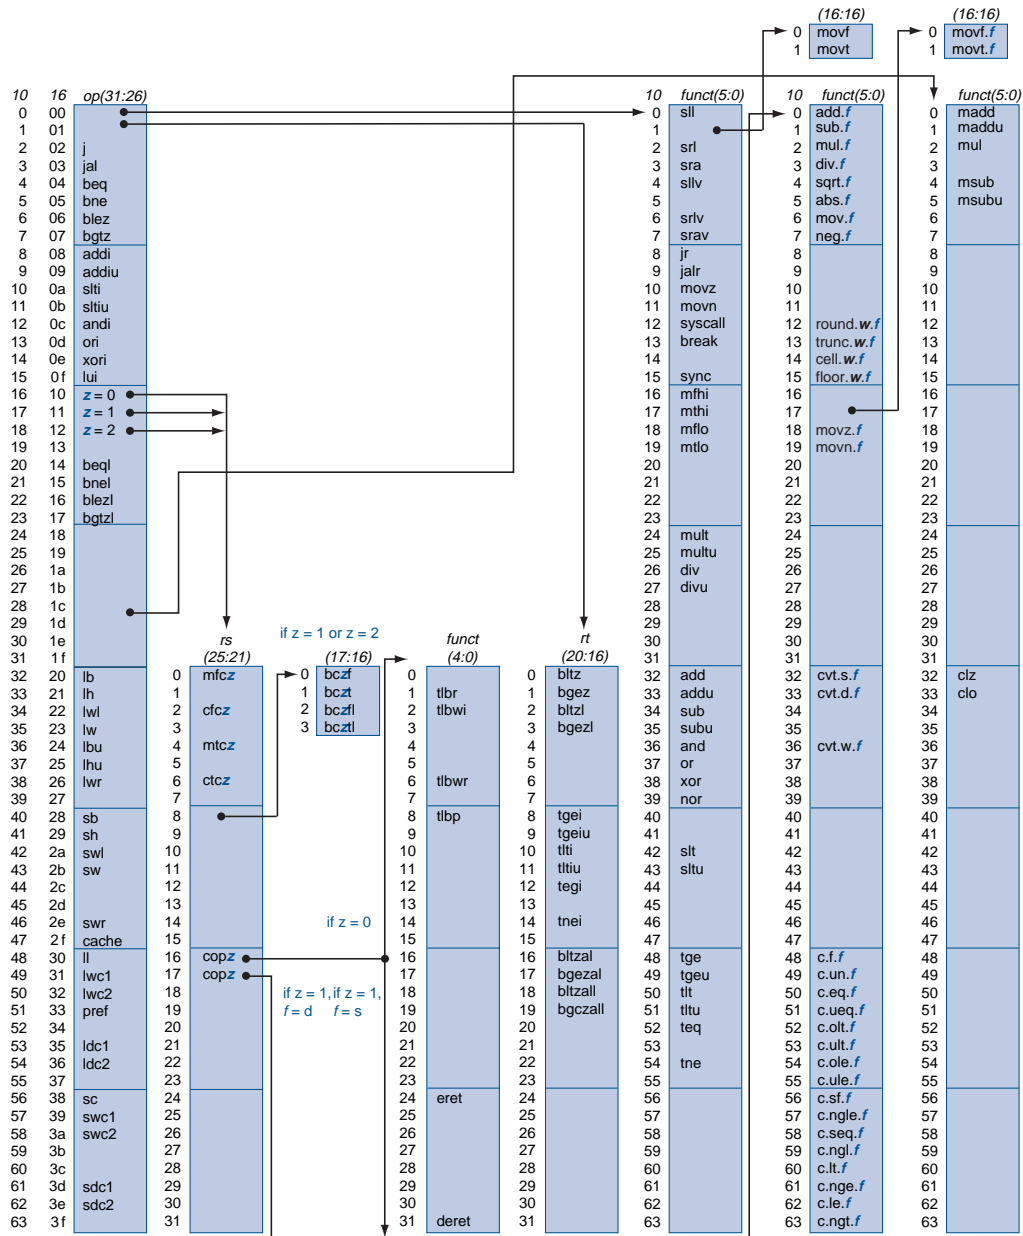 (16:16)
0 movf
1 movt
(16:16)
0 movf.f
1 movt.f
10 16 op(31:26)
0 00
1 01
2 02 j
3 03 jal
4 04 beq
5 05 bne
6 06 blez
7 07 bgtz
8 08 addi
9 09 addiu
10 0a slti
11 0b sltiu
12 0c andi
13 0d ori
14 0e xori
15 0f lui
16 10 z = 0
17 11 z = 1
18 12 z = 2
19 13
20 14 beql
21 15 bnel
22 16 blezl
23 17 bgtzl
24 18
25 19
26 1a
27 1b
28 1c
29 1d
30 1e
31 1f
32 20 lb
33 21 lh
34 22 lwl
35 23 lw
36 24 lbu
37 25 lhu
38 26 lwr
39 27
40 28 sb
41 29 sh
42 2a swl
43 2b sw
44 2c
45 2d
46 2e swr
47 2f cache
48 30 ll
49 31 lwc1
50 32 lwc2
51 33 pref
52 34
53 35 ldc1
54 36 ldc2
55 37
56 38 sc
57 39 swc1
58 3a swc2
59 3b
60 3c
61 3d sdc1
62 3e sdc2
63 3f
rs
(25:21)
0 mfcz
1
2 cfcz
3
4 mtcz
5
6 ctcz
7
8
9
10
11
12
13
14
15
16 copz
17 copz
18
19
20
21
22
23
24
25
26
27
28
29
30
31
if z = 1 or z = 2
(17:16)
0 bczf
1 bczt
2 bczfl
3 bcztl
if z = 0
if z = 1, if z = 1,
f = d f = s
funct
(4:0)
0
1 tlbr
2 tlbwi
3
4
5
6 tlbwr
7
8 tlbp
9
10
11
12
13
14
15
16
17
18
19
20
21
22
23
24 eret
25
26
27
28
29
30
31 deret
rt
(20:16)
0 bltz
1 bgez
2 bltzl
3 bgezl
4
5
6
7
8 tgei
9 tgeiu
10 tlti
11 tltiu
12 tegi
13
14 tnei
15
16 bltzal
17 bgezal
18 bltzall
19 bgczall
20
21
22
23
24
25
26
27
28
29
30
31
10 funct(5:0)
0 sll
1
2 srl
3 sra
4 sllv
5
6 srlv
7 srav
8 jr
9 jalr
10 movz
11 movn
12 syscall
13 break
14
15 sync
16 mfhi
17 mthi
18 mflo
19 mtlo
20
21
22
23
24 mult
25 multu
26 div
27 divu
28
29
30
31
32 add
33 addu
34 sub
35 subu
36 and
37 or
38 xor
39 nor
40
41
42 slt
43 sltu
44
45
46
47
48 tge
49 tgeu
50 tlt
51 tltu
52 teq
53
54 tne
55
56
57
58
59
60
61
62
63
10 funct(5:0)
0 add.f
1 sub.f
2 mul.f
3 div.f
4 sqrt.f
5 abs.f
6 mov.f
7 neg.f
8
9
10
11
12 round.w.f
13 trunc.w.f
14 cell.w.f
15 floor.w.f
16
17
18 movz.f
19 movn.f
20
21
22
23
24
25
26
27
28
29
30
31
32 cvt.s.f
33 cvt.d.f
34
35
36 cvt.w.f
37
38
39
40
41
42
43
44
45
46
47
48 c.f.f
49 c.un.f
50 c.eq.f
51 c.ueq.f
52 c.olt.f
53 c.ult.f
54 c.ole.f
55 c.ule.f
56 c.sf.f
57 c.ngle.f
58 c.seq.f
59 c.ngl.f
60 c.lt.f
61 c.nge.f
62 c.le.f
63 c.ngt.f
funct(5:0)
0 madd
1 maddu
2 mul
3
4 msub
5 msubu
6
7
8
9
10
11
12
13
14
15
16
17
18
19
20
21
22
23
24
25
26
27
28
29
30
31
32 clz
33 clo
34
35
36
37
38
39
40
41
42
43
44
45
46
47
48
49
50
51
52
53
54
55
56
57
58
59
60
61
62
63